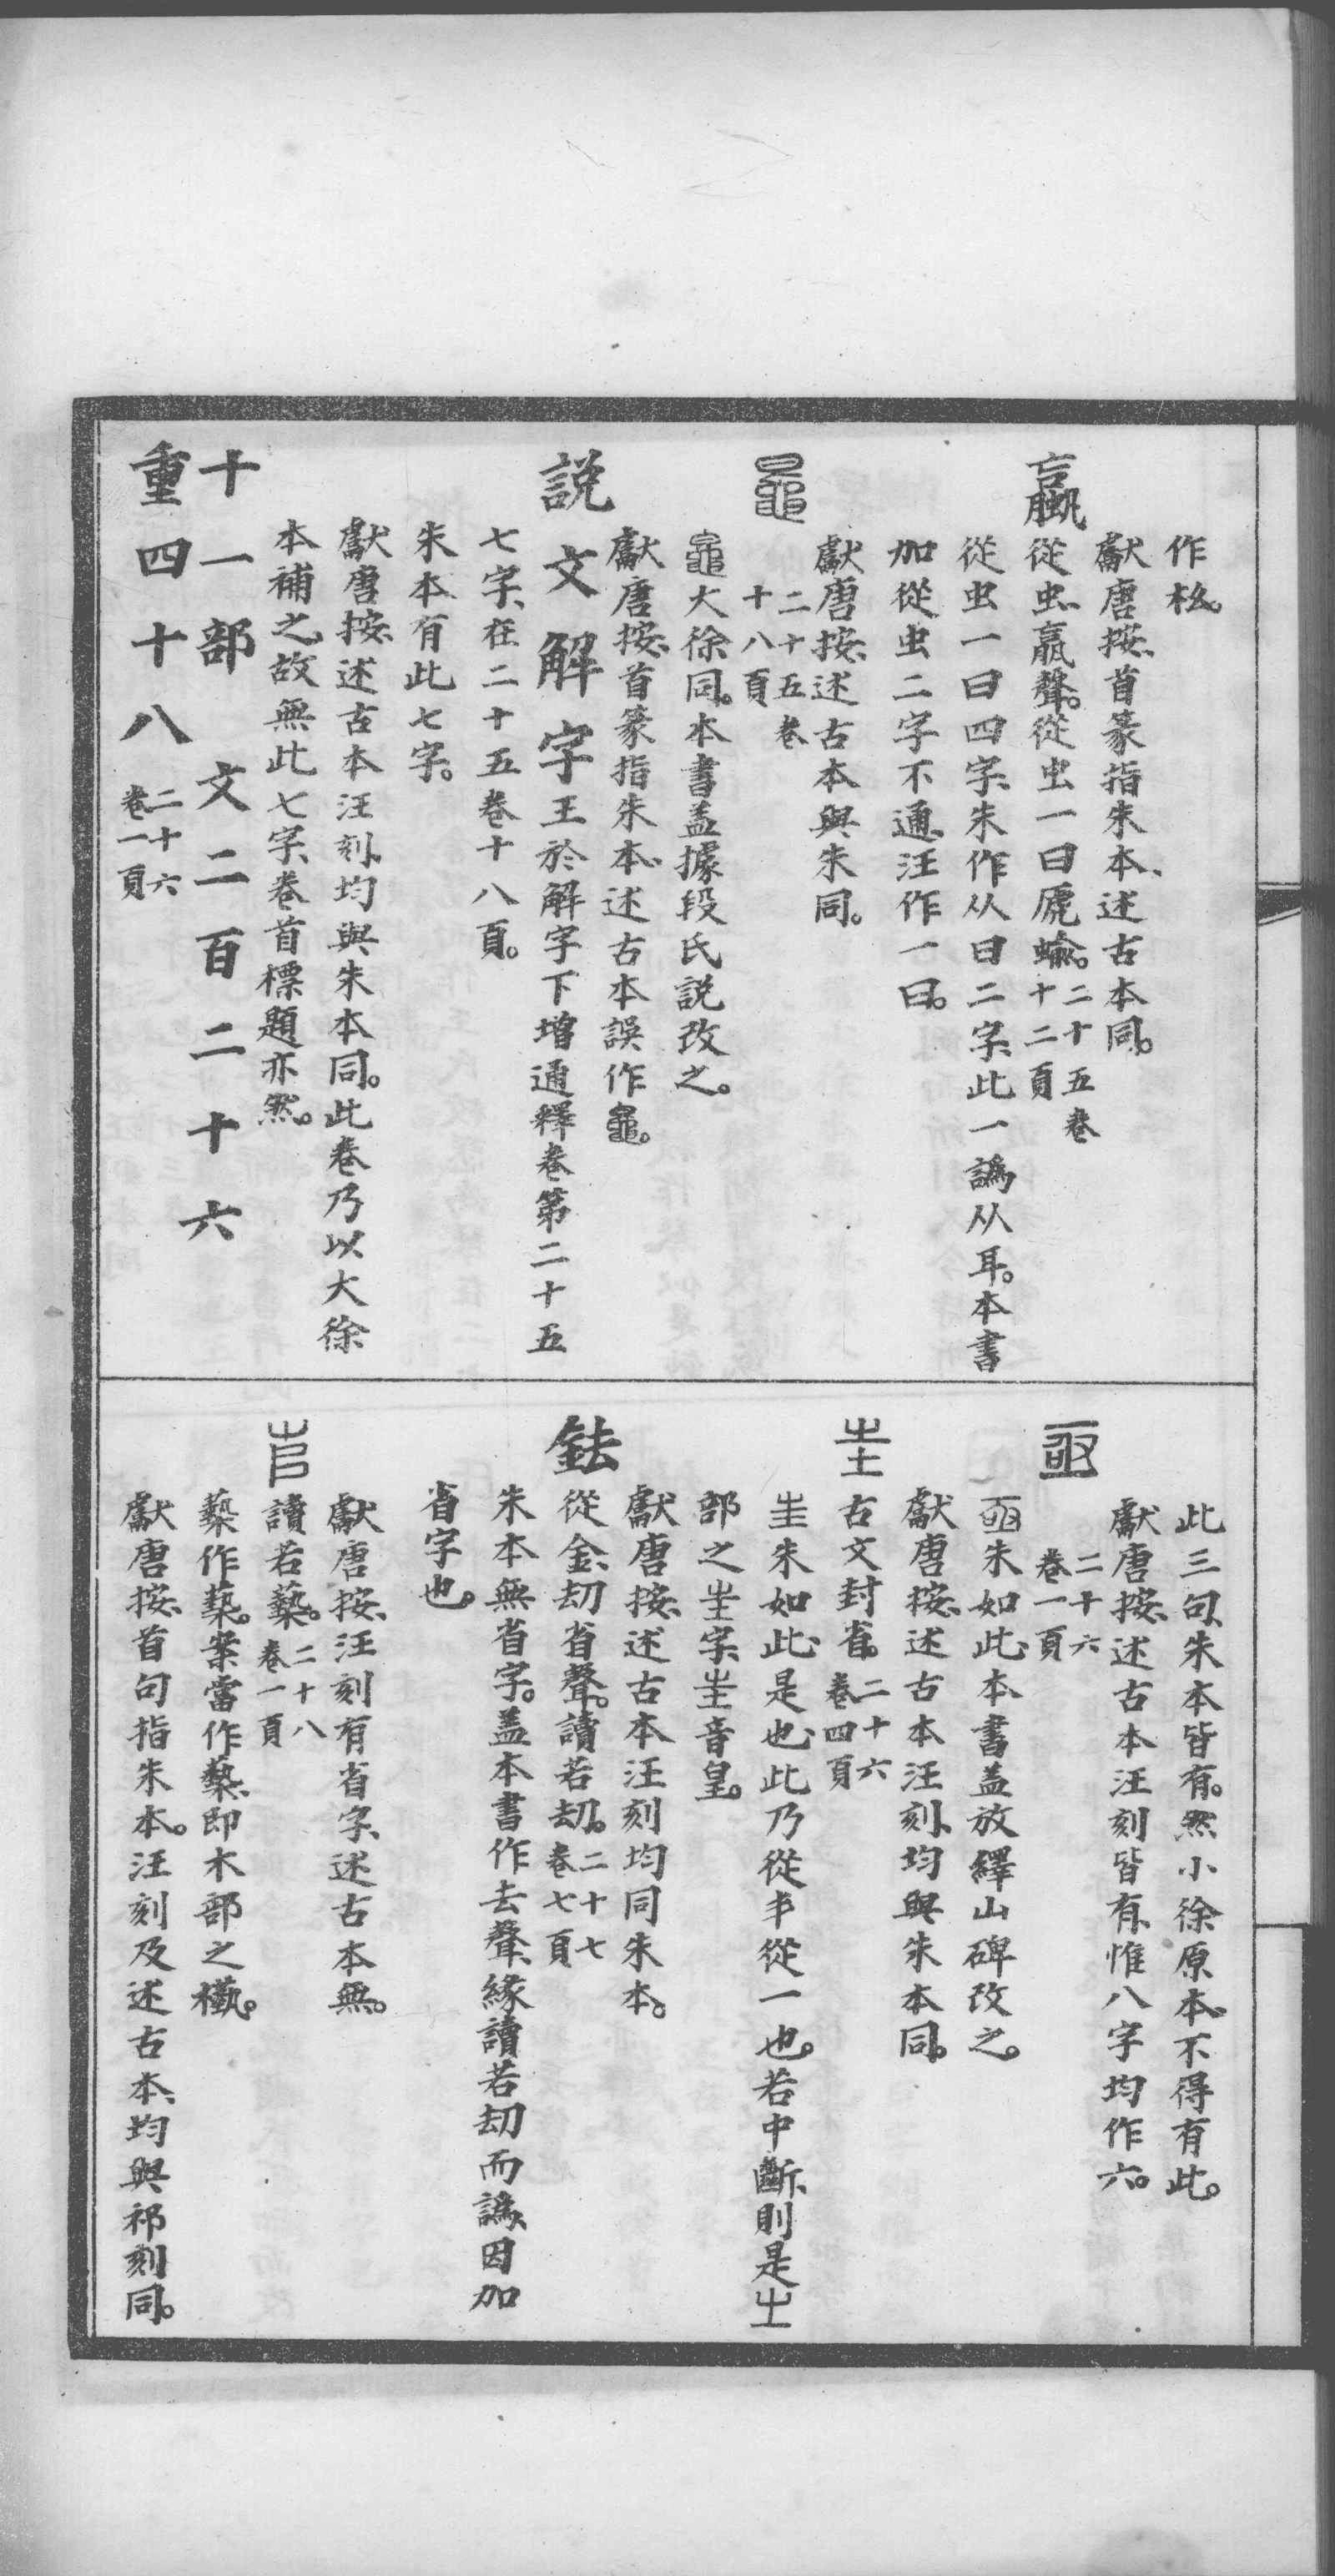 作𣐈。
獻唐按、首篆指朱本、述古本同。
蠃從虫、𣎆聲。從虫一曰虒蝓。二十五卷十二頁
從虫一曰四字、朱作从曰二字、此一譌从耳。本書
加從虫二字不通、汪作一曰。
獻唐按、述古本與朱同。
黽二十五卷十八頁
黽大徐同。本書蓋據段氏説改之。
獻唐按、首篆指朱本、述古本誤作黽。
説文解字王於解字下增通釋卷第二十五
七字、在二十五卷十八頁。
朱本有此七字。
獻唐按、述古本汪刻、均與朱本同。此卷乃以大徐
本補之、故無此七字、卷首標題亦然。
十一部文二百二十六
重四十八二十六卷一頁
此三句、朱本皆有。然小徐原本、不得有此。
獻唐按、述古本汪刻皆有、惟八字均作六。
亟二十六卷一頁
亟朱如此、本書蓋放繹山碑改之。
獻唐按、述古本汪刻、均與朱本同。
古文封省。二十六卷四頁
朱如此、是也、此乃從丰從一也。若中斷、則是㞷
部之㞷字、㞷音皇。
獻唐按、述古本汪刻均同朱本。
鉣從金、劫省聲。讀若劫。二十七卷七頁
朱本無省字。蓋本書作去聲、緣讀若劫而譌、因加
省字也。
獻唐按、汪刻有省字、述古本無。
𡴎讀若蓺。二十八卷一頁
蓺作蓺。案當作槷、即木部之槸。
獻唐按、首句指朱本。汪刻及述古本、均與祁刻同。